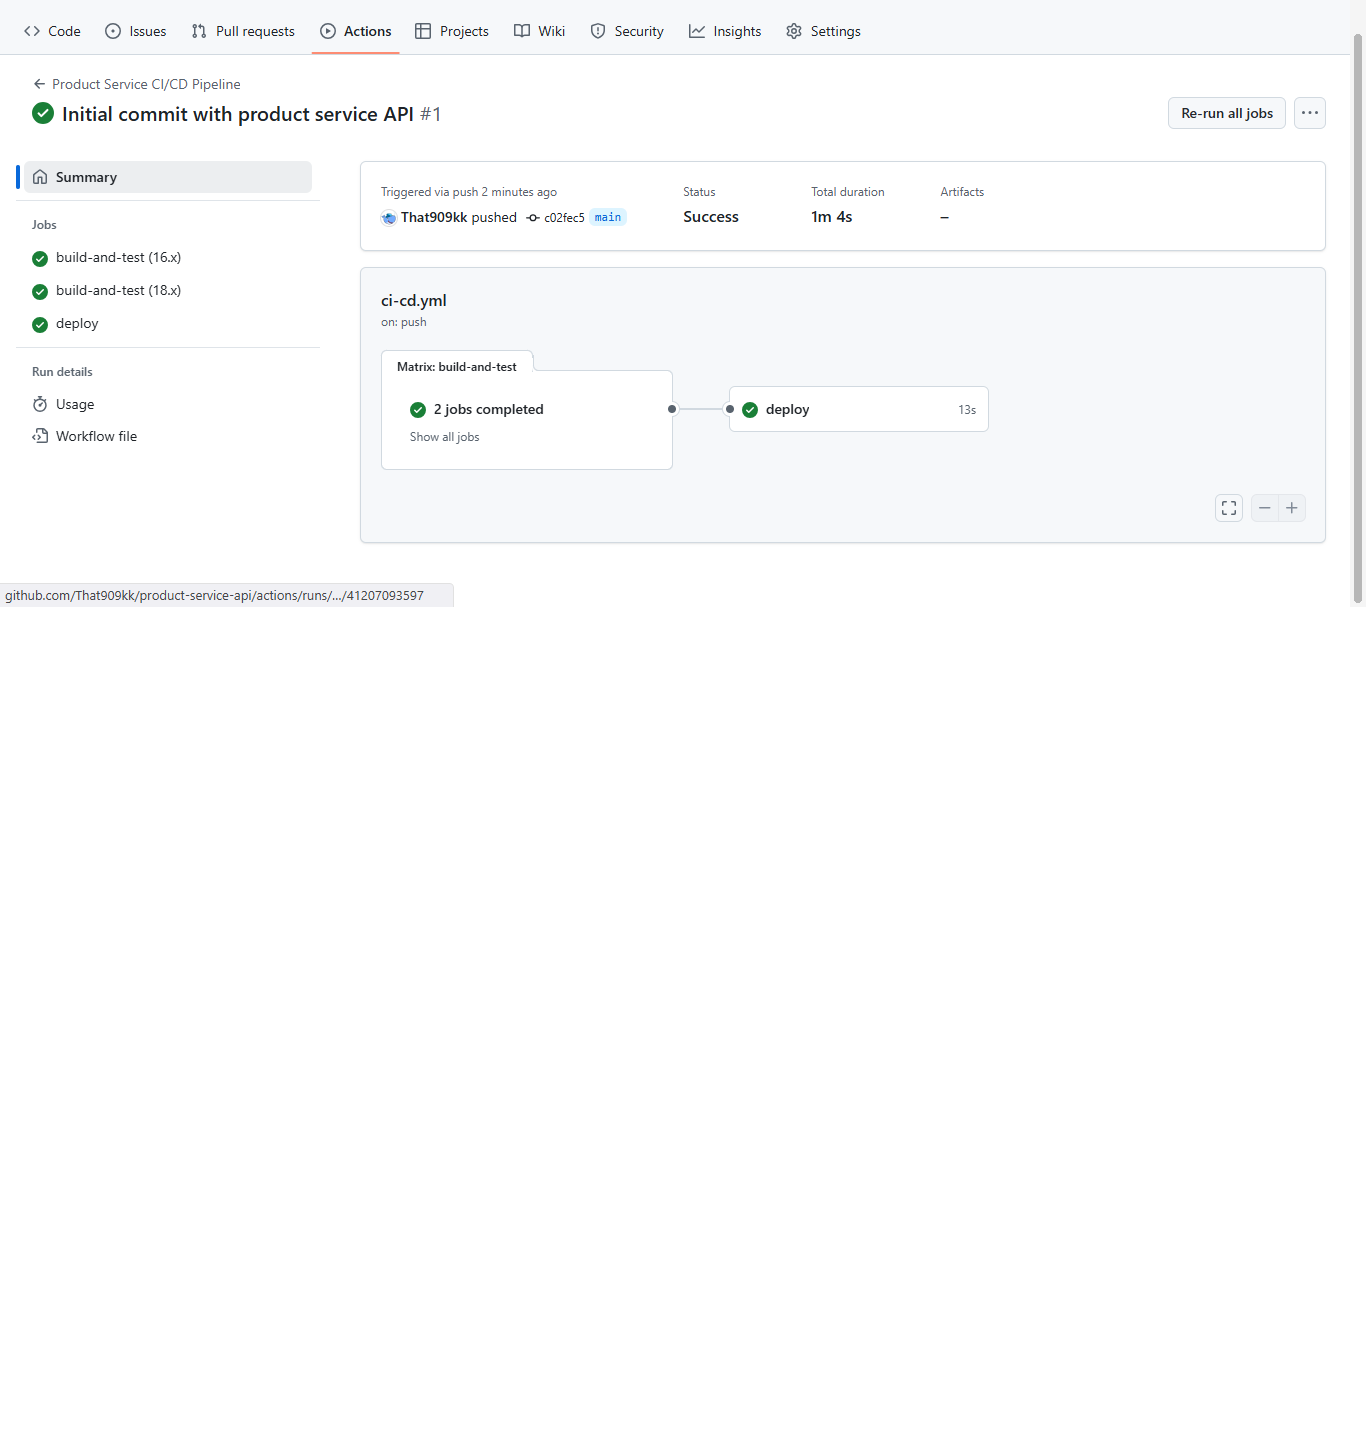 Code Issues Pull requests Actions Projects Wiki Security Insights Settings
Product Service CI/CD Pipeline
Initial commit with product service API #1
Re-run all jobs
Summary
Jobs
build-and-test (16.x)
build-and-test (18.x)
deploy
Run details
Usage
Workflow file
Triggered via push 2 minutes ago
That909kk pushed c02fec5 main
Status
Success
Total duration
1m 4s
Artifacts
–
ci-cd.yml
on: push
Matrix: build-and-test
2 jobs completed
Show all jobs
deploy 13s
github.com/That909kk/product-service-api/actions/runs/.../41207093597